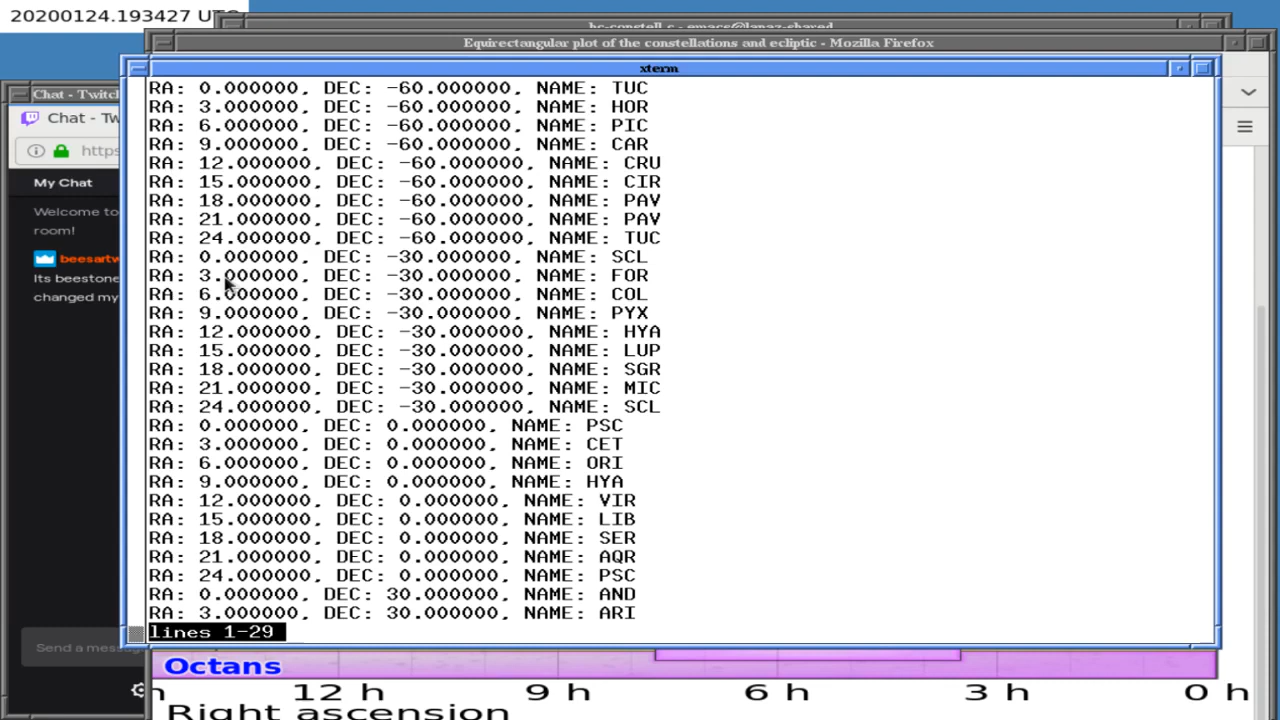 20200124.193427
Equirectangular plot of the constellations and ecliptic - Mozilla Firefox
xterm
Chat - Twitch
Chat - Tw
https
My Chat
Welcome to
room!
beesartw
Its beestone
changed my
RA: 0.000000, DEC: -60.000000, NAME: TUC
RA: 3.000000, DEC: -60.000000, NAME: HOR
RA: 6.000000, DEC: -60.000000, NAME: PIC
RA: 9.000000, DEC: -60.000000, NAME: CAR
RA: 12.000000, DEC: -60.000000, NAME: CRU
RA: 15.000000, DEC: -60.000000, NAME: CIR
RA: 18.000000, DEC: -60.000000, NAME: PAV
RA: 21.000000, DEC: -60.000000, NAME: PAV
RA: 24.000000, DEC: -60.000000, NAME: TUC
RA: 0.000000, DEC: -30.000000, NAME: SCL
RA: 3.000000, DEC: -30.000000, NAME: FOR
RA: 6.000000, DEC: -30.000000, NAME: COL
RA: 9.000000, DEC: -30.000000, NAME: PYX
RA: 12.000000, DEC: -30.000000, NAME: HYA
RA: 15.000000, DEC: -30.000000, NAME: LUP
RA: 18.000000, DEC: -30.000000, NAME: SGR
RA: 21.000000, DEC: -30.000000, NAME: MIC
RA: 24.000000, DEC: -30.000000, NAME: SCL
RA: 0.000000, DEC: 0.000000, NAME: PSC
RA: 3.000000, DEC: 0.000000, NAME: CET
RA: 6.000000, DEC: 0.000000, NAME: ORI
RA: 9.000000, DEC: 0.000000, NAME: HYA
RA: 12.000000, DEC: 0.000000, NAME: VIR
RA: 15.000000, DEC: 0.000000, NAME: LIB
RA: 18.000000, DEC: 0.000000, NAME: SER
RA: 21.000000, DEC: 0.000000, NAME: AQR
RA: 24.000000, DEC: 0.000000, NAME: PSC
RA: 0.000000, DEC: 30.000000, NAME: AND
RA: 3.000000, DEC: 30.000000, NAME: ARI
lines 1-29
Send a mess
Octans
h 12 h 9 h 6 h 3 h 0 h
Right ascension